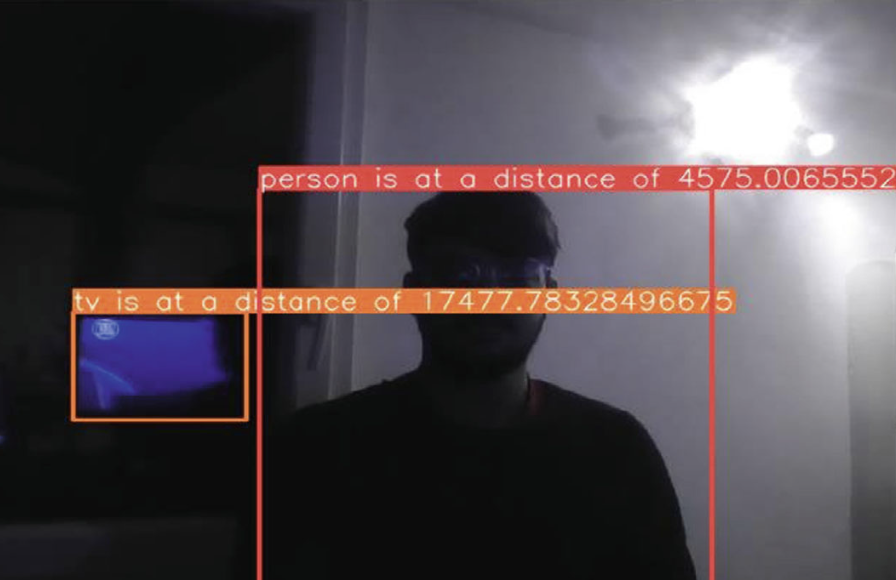 person is at a distance of 4575.0065552
tv is at a distance of 17477.78328496675